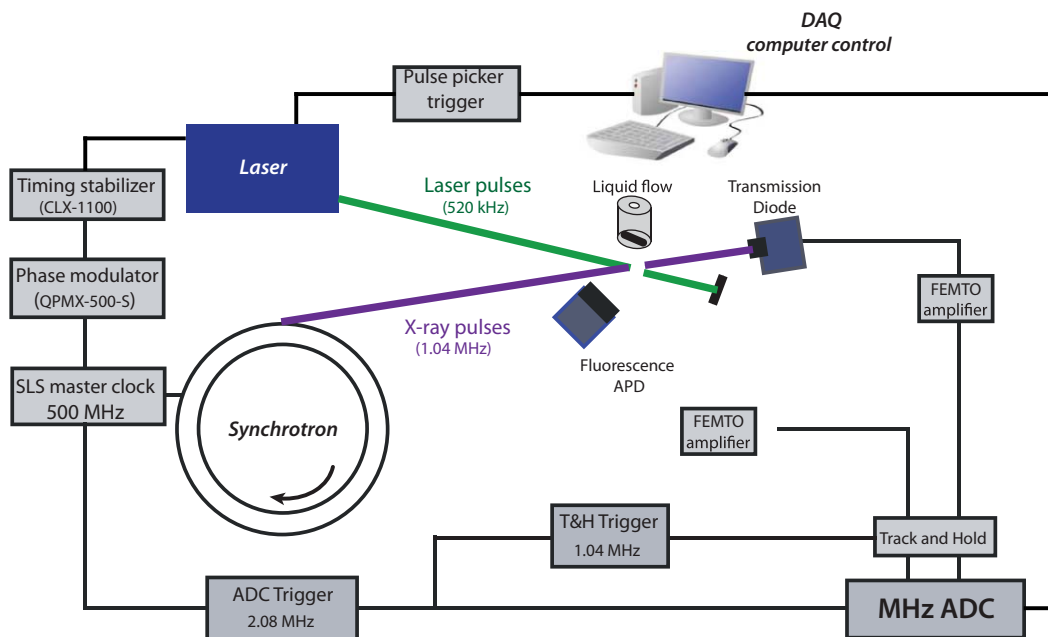 DAQ
computer control
Pulse picker
trigger
Laser
Timing stabilizer
(CLX-1100)
Laser pulses
(520 kHz)
Liquid flow
Transmission
Diode
Phase modulator
(QPMX-500-S)
FEMTO
amplifier
X-ray pulses
(1.04 MHz)
Fluorescence
APD
SLS master clock
500 MHz
Synchrotron
FEMTO
amplifier
T&H Trigger
1.04 MHz
Track and Hold
ADC Trigger
2.08 MHz
MHz ADC